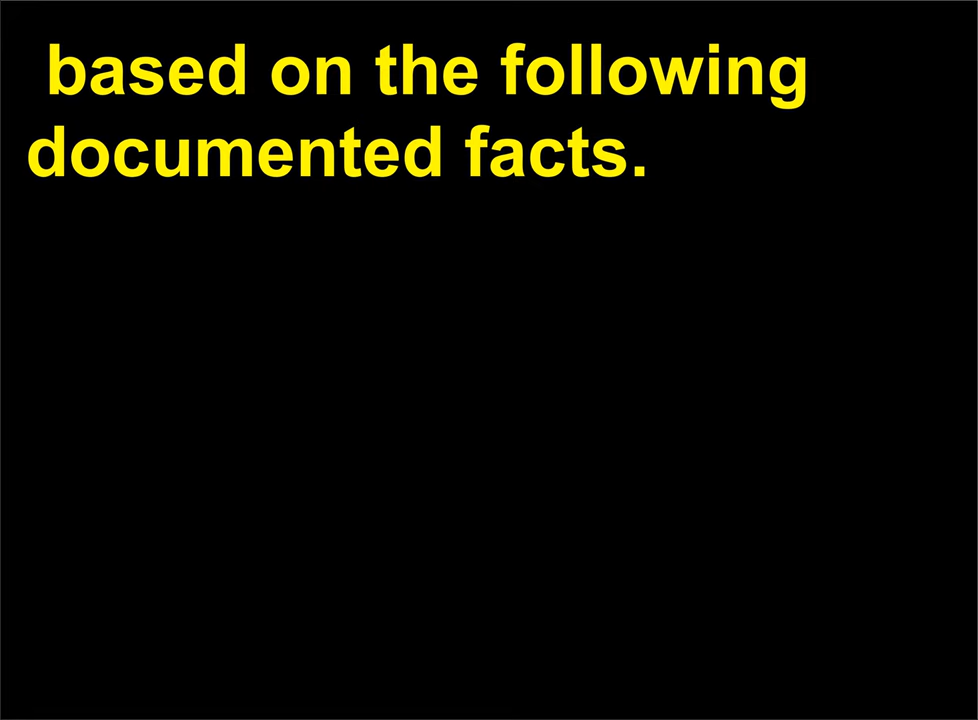 based on the following
documented facts.